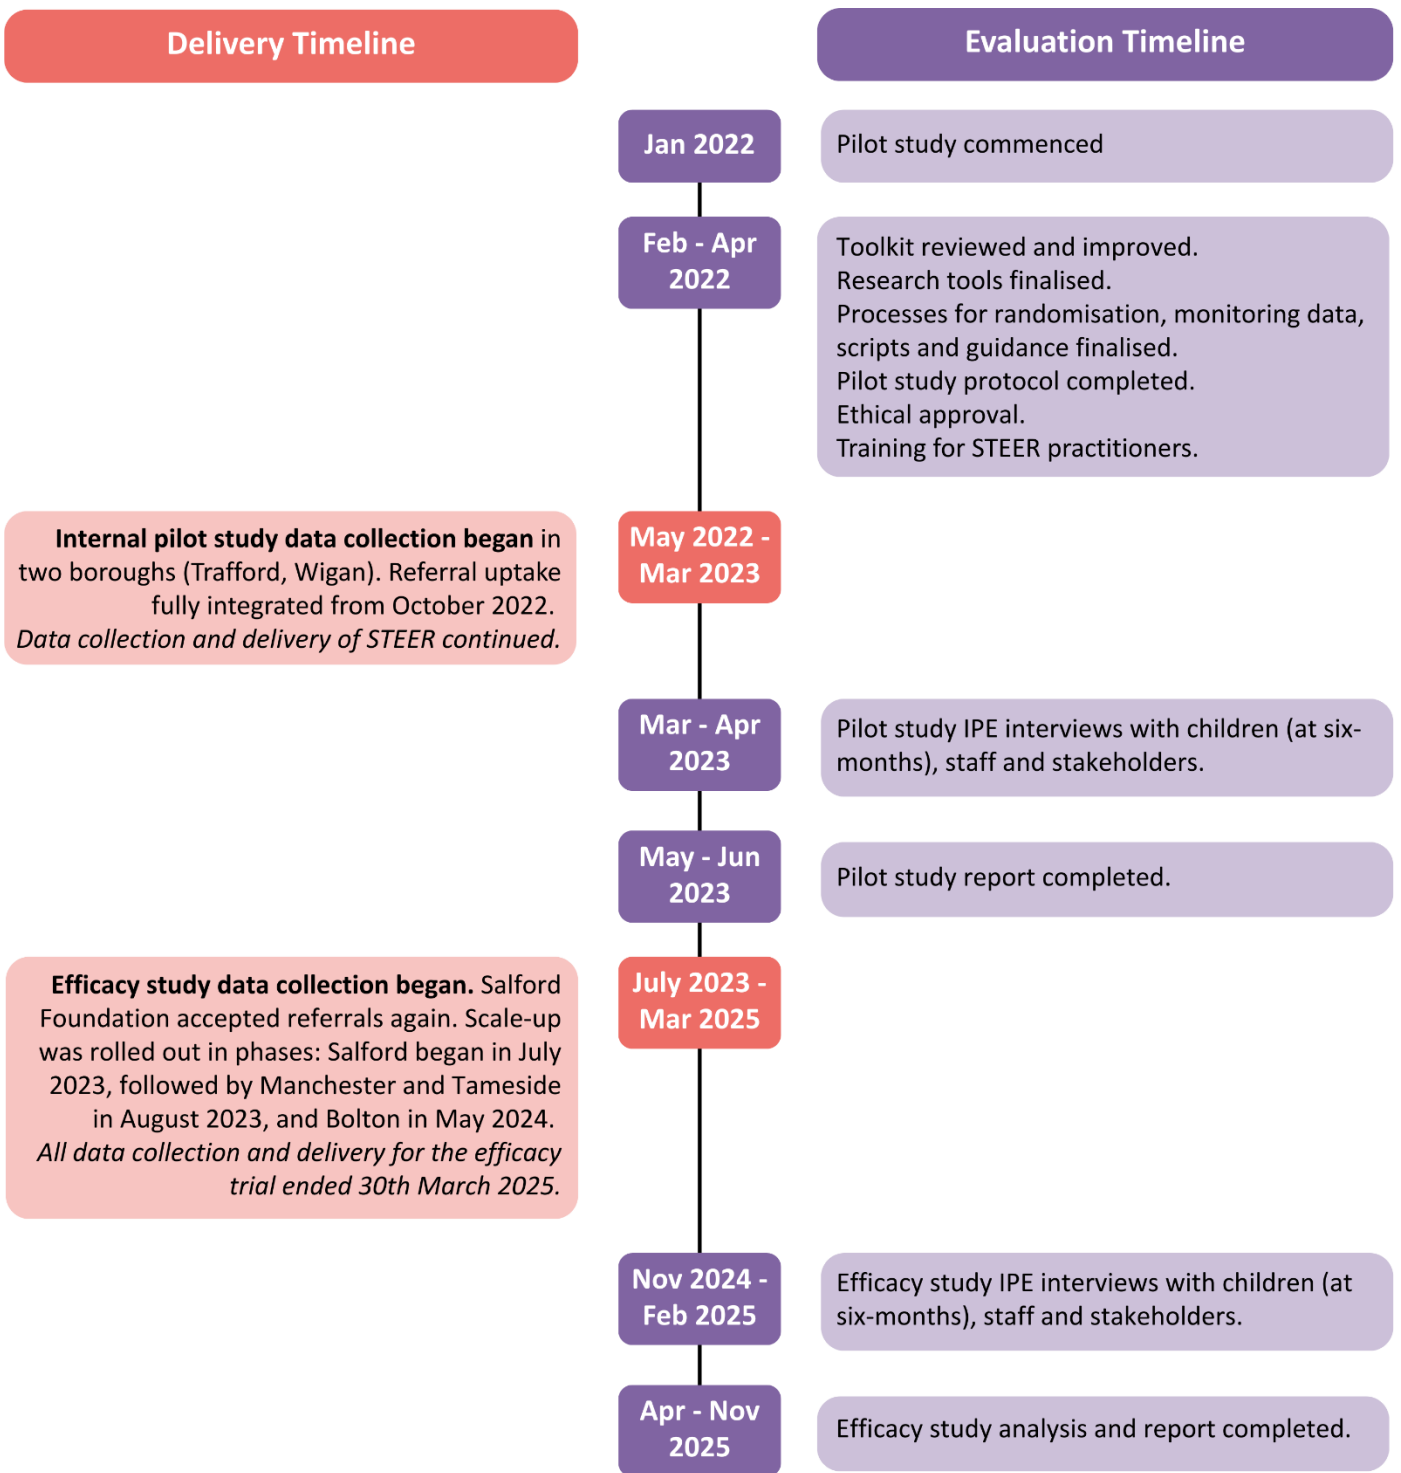 Delivery Timeline
Evaluation Timeline
Jan 2022
Pilot study commenced
Feb - Apr
2022
Toolkit reviewed and improved.
Research tools finalised.
Processes for randomisation, monitoring data,
scripts and guidance finalised.
Pilot study protocol completed.
Ethical approval.
Training for STEER practitioners.
Internal pilot study data collection began in
two boroughs (Trafford, Wigan). Referral uptake
fully integrated from October 2022.
Data collection and delivery of STEER continued.
May 2022 -
Mar 2023
Mar - Apr
2023
Pilot study IPE interviews with children (at six-
months), staff and stakeholders.
May - Jun
2023
Pilot study report completed.
Efficacy study data collection began. Salford
Foundation accepted referrals again. Scale-up
was rolled out in phases: Salford began in July
2023, followed by Manchester and Tameside
in August 2023, and Bolton in May 2024.
All data collection and delivery for the efficacy
trial ended 30th March 2025.
July 2023 -
Mar 2025
Nov 2024 -
Feb 2025
Efficacy study IPE interviews with children (at
six-months), staff and stakeholders.
Apr - Nov
2025
Efficacy study analysis and report completed.